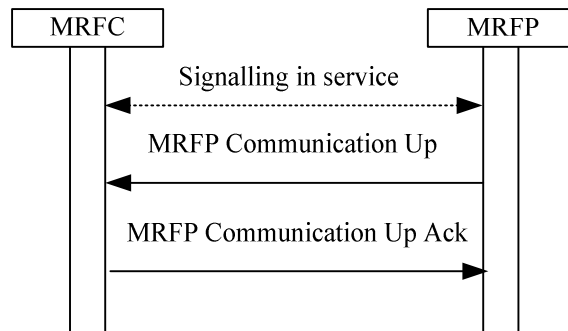 MRFC
MRFP
Signalling in service
MRFP Communication Up
MRFP Communication Up Ack